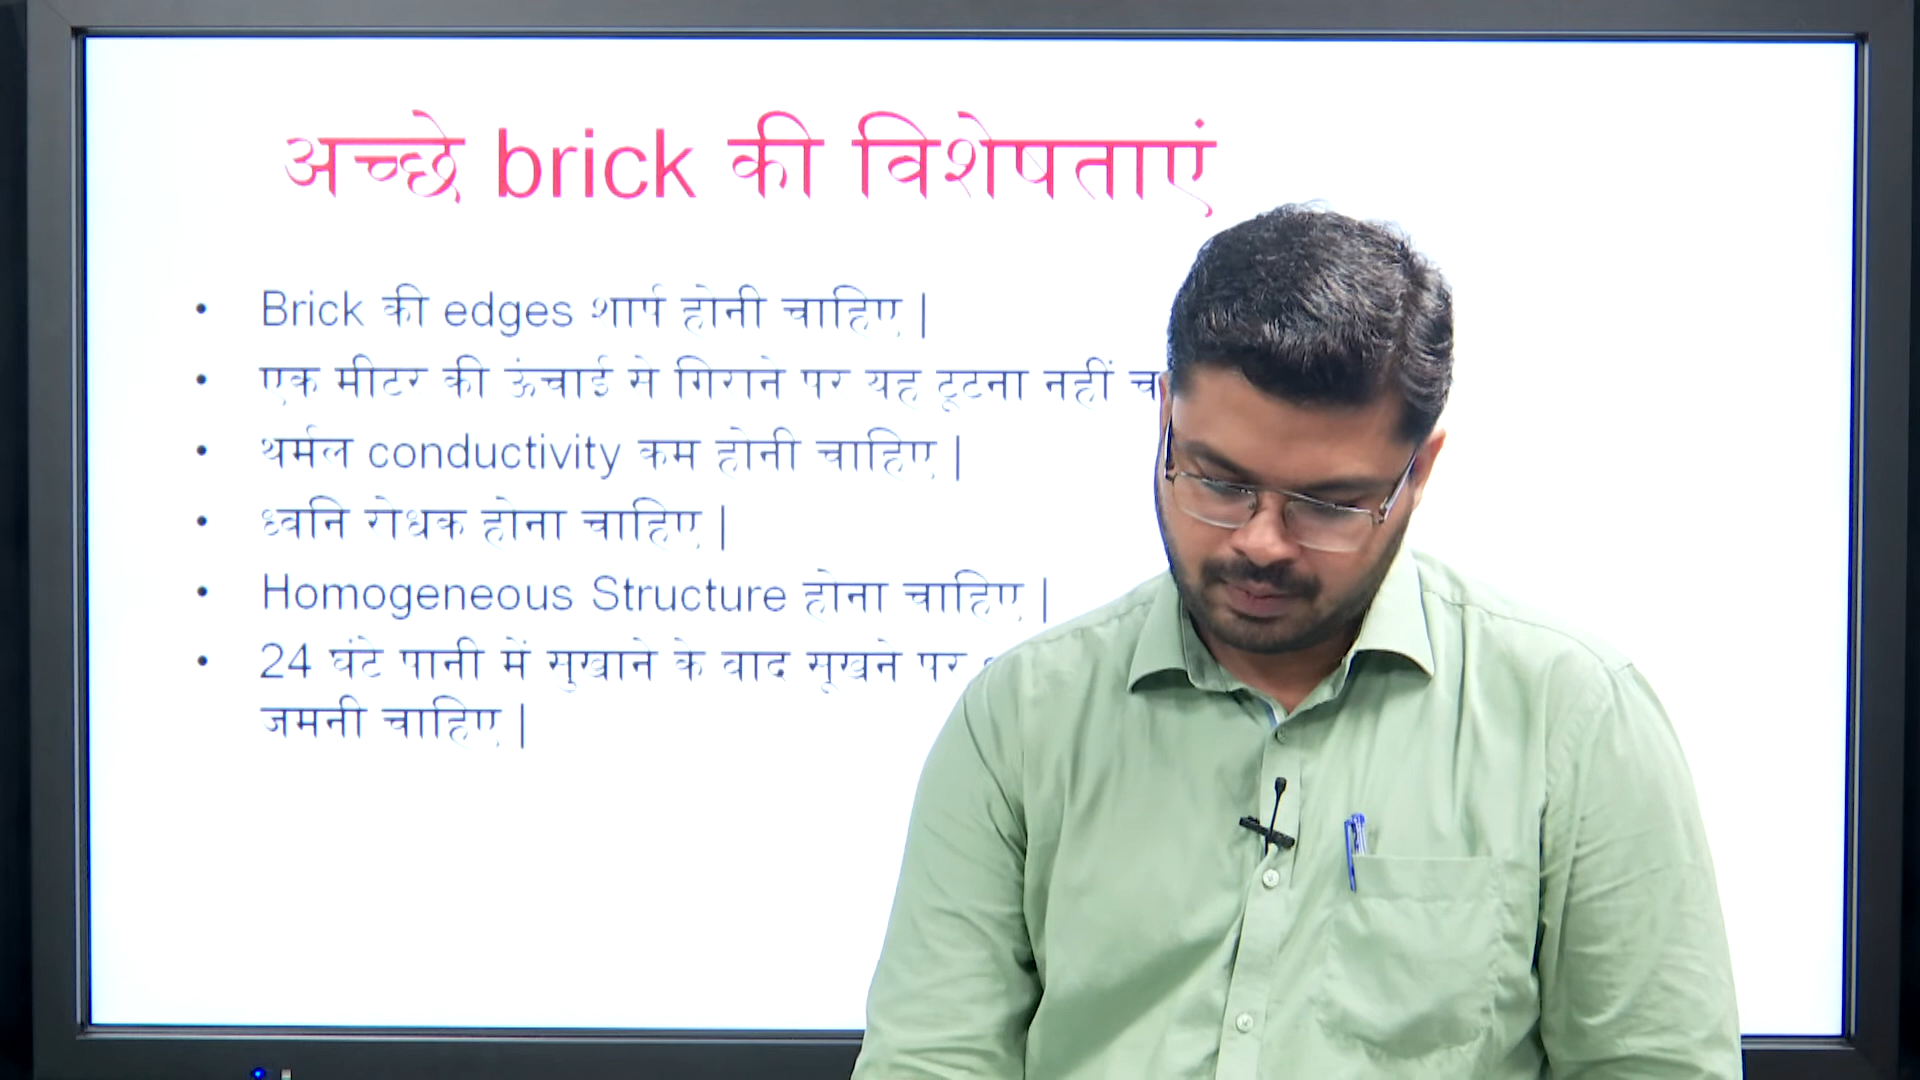 अच्छे brick की विशेषताएं
• Brick की edges शार्प होनी चाहिए |
• एक मीटर की ऊंचाई से गिराने पर यह टूटना नहीं
• थर्मल conductivity कम होनी चाहिए |
• ध्वनि रोधक होना चाहिए |
• Homogeneous Structure होना चाहिए |
• 24 घंटे पानी में सुखाने के बाद सूखने पर
जमनी चाहिए |